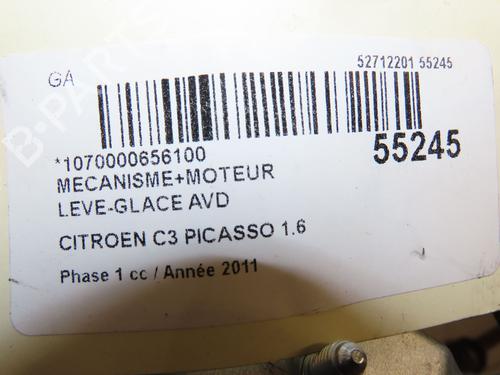 GA
52712201 55245
*1070000656100
55245
MECANISME+MOTEUR
LEVE-GLACE AVD
CITROEN C3 PICASSO 1.6
Phase 1 cc / Année 2011
B-PARTS